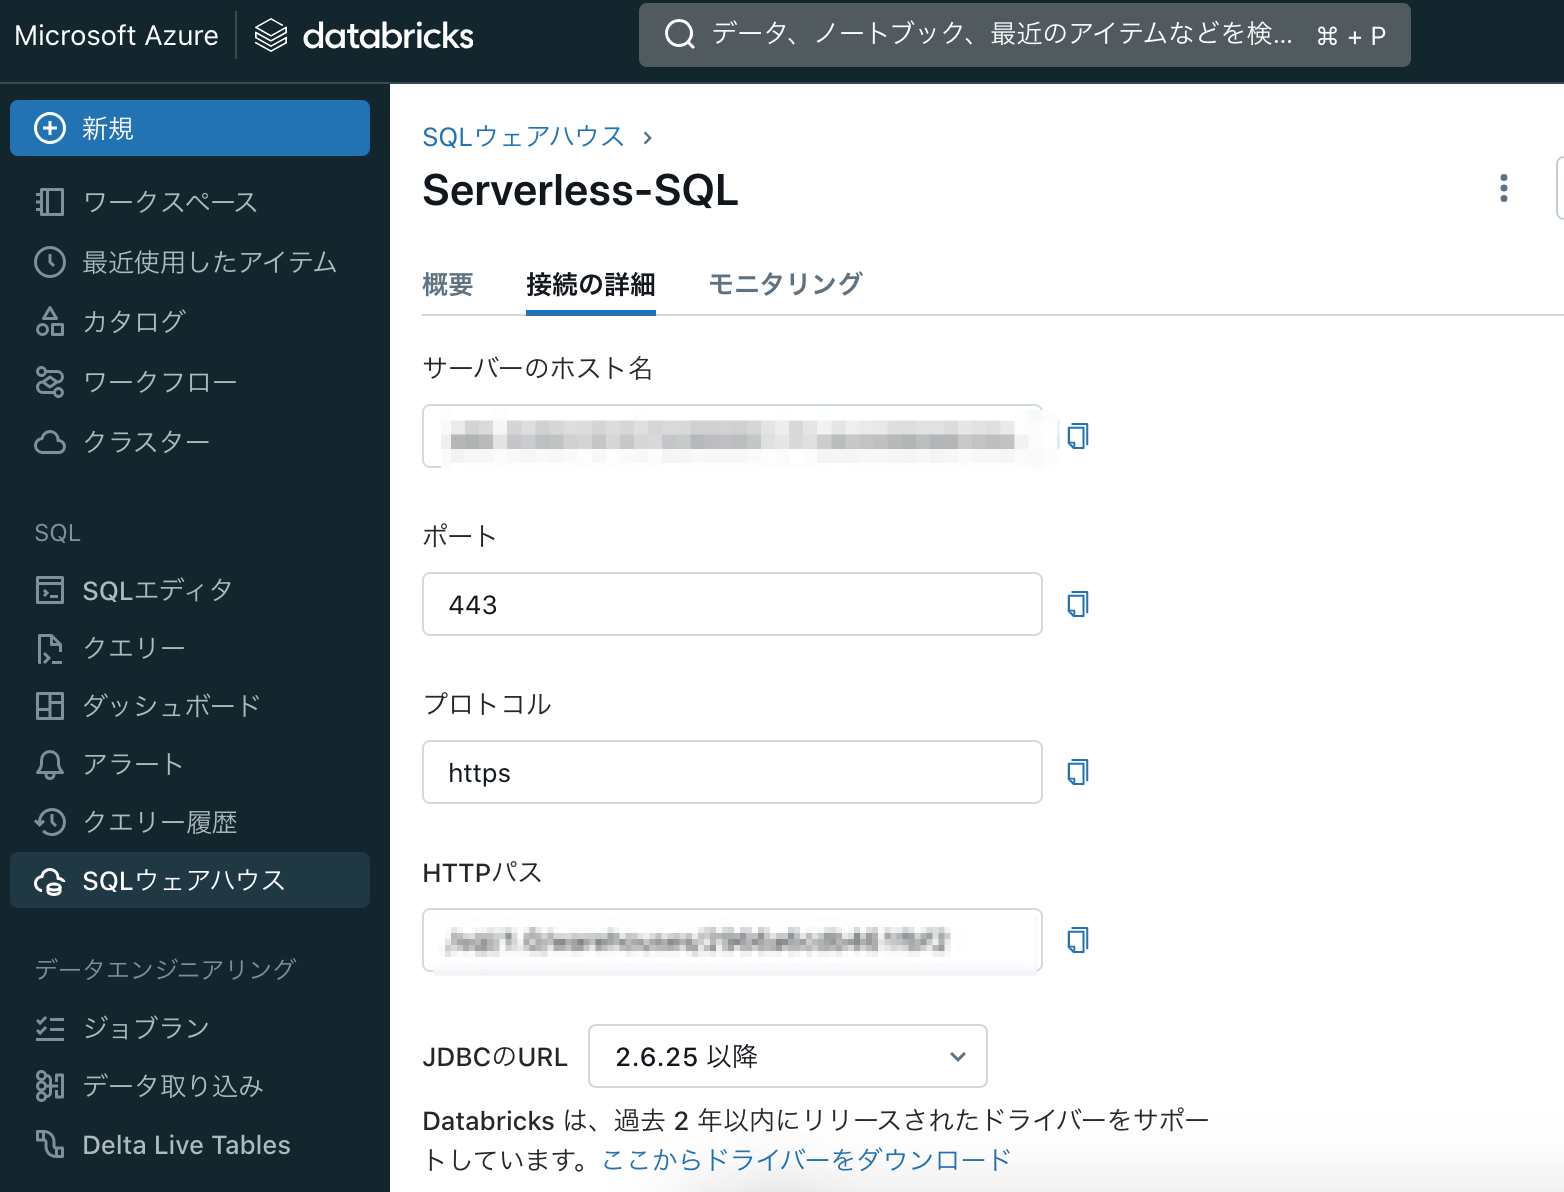 Microsoft Azure
databricks
データ、ノートブック、最近のアイテムなどを検... ⌘ + P
新規
ワークスペース
最近使用したアイテム
カタログ
ワークフロー
クラスター
SQL
SQLエディタ
クエリー
ダッシュボード
アラート
クエリー履歴
SQLウェアハウス
データエンジニアリング
ジョブラン
データ取り込み
Delta Live Tables
SQLウェアハウス ›
Serverless-SQL
概要 接続の詳細 モニタリング
サーバーのホスト名
ポート
443
プロトコル
https
HTTPパス
JDBCのURL 2.6.25 以降
Databricks は、過去 2 年以内にリリースされたドライバーをサポー
トしています。ここからドライバーをダウンロード